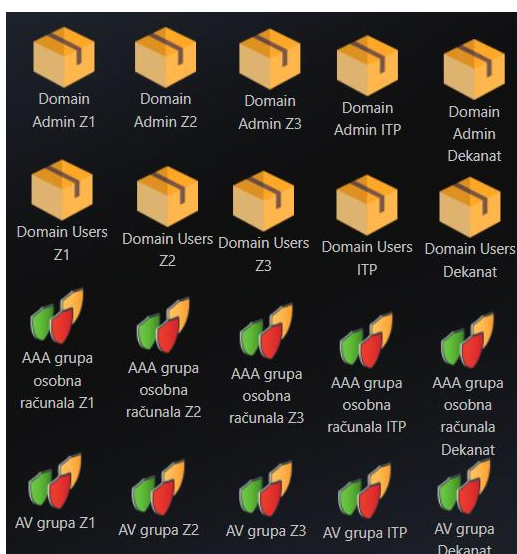 Domain
Admin Z1
Domain
Admin Z2
Domain
Admin Z3
Domain
Admin ITP
Domain
Admin
Dekanat
Domain Users
Z1
Domain Users
Z2
Domain Users
Z3
Domain Users
ITP
Domain Users
Dekanat
AAA grupa
osobna
računala Z1
AAA grupa
osobna
računala Z2
AAA grupa
osobna
računala Z3
AAA grupa
osobna
računala ITP
AAA grupa
osobna
računala
Dekanat
AV grupa Z1
AV grupa Z2
AV grupa Z3
AV grupa ITP
AV grupa
Dekanat